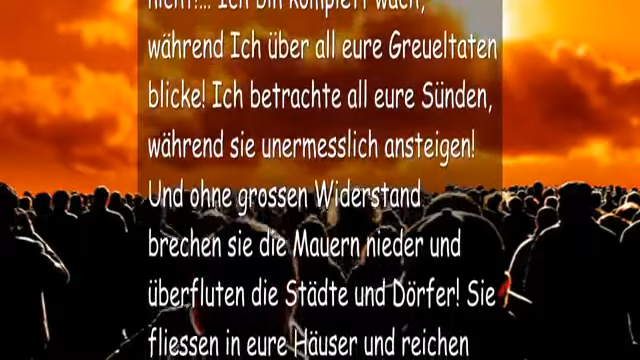 nicht?... Ich bin komplett wach,
während Ich über all eure Greueltaten
blicke! Ich betrachte all eure Sünden,
während sie unermesslich ansteigen!
Und ohne grossen Widerstand
brechen sie die Mauern nieder und
überfluten die Städte und Dörfer! Sie
fliessen in eure Häuser und reichen